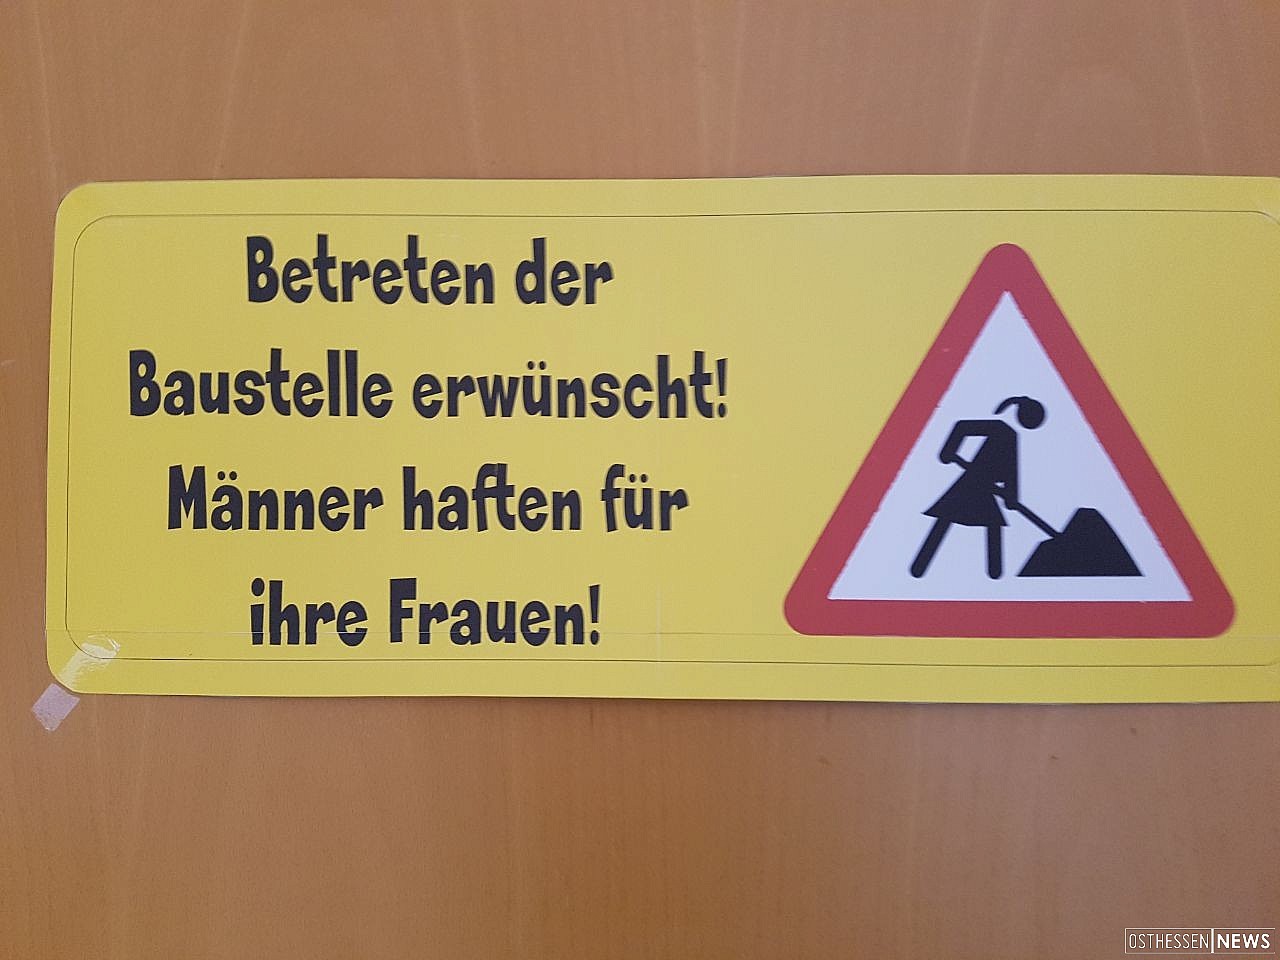 Betreten der
Baustelle erwünscht!
Männer haften für
ihre Frauen!
OSTHESSEN|NEWS